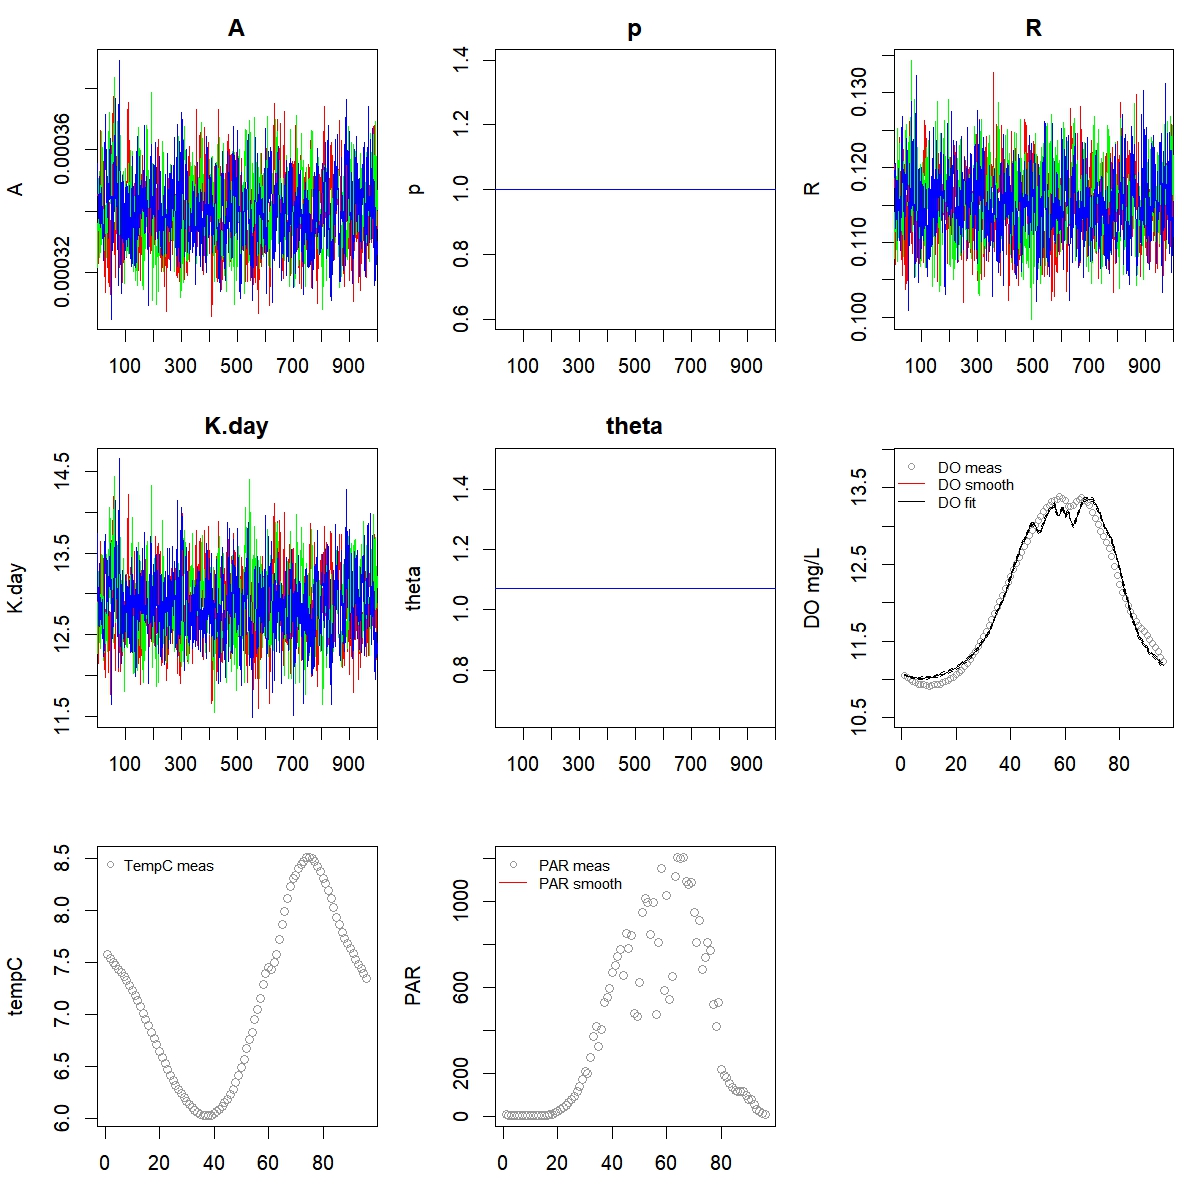 A
A
0.00032
0.00036
100 300 500 700 900
p
p
0.6 0.8 1.0 1.2 1.4
100 300 500 700 900
R
R
0.100 0.110 0.120 0.130
100 300 500 700 900
K.day
K.day
11.5 12.5 13.5 14.5
100 300 500 700 900
theta
theta
0.8 1.0 1.2 1.4
100 300 500 700 900
DO mg/L
10.5 11.5 12.5 13.5
DO meas
DO smooth
DO fit
0 20 40 60 80
tempC
6.0 6.5 7.0 7.5 8.0 8.5
TempC meas
0 20 40 60 80
PAR
0 200 600 1000
PAR meas
PAR smooth
0 20 40 60 80